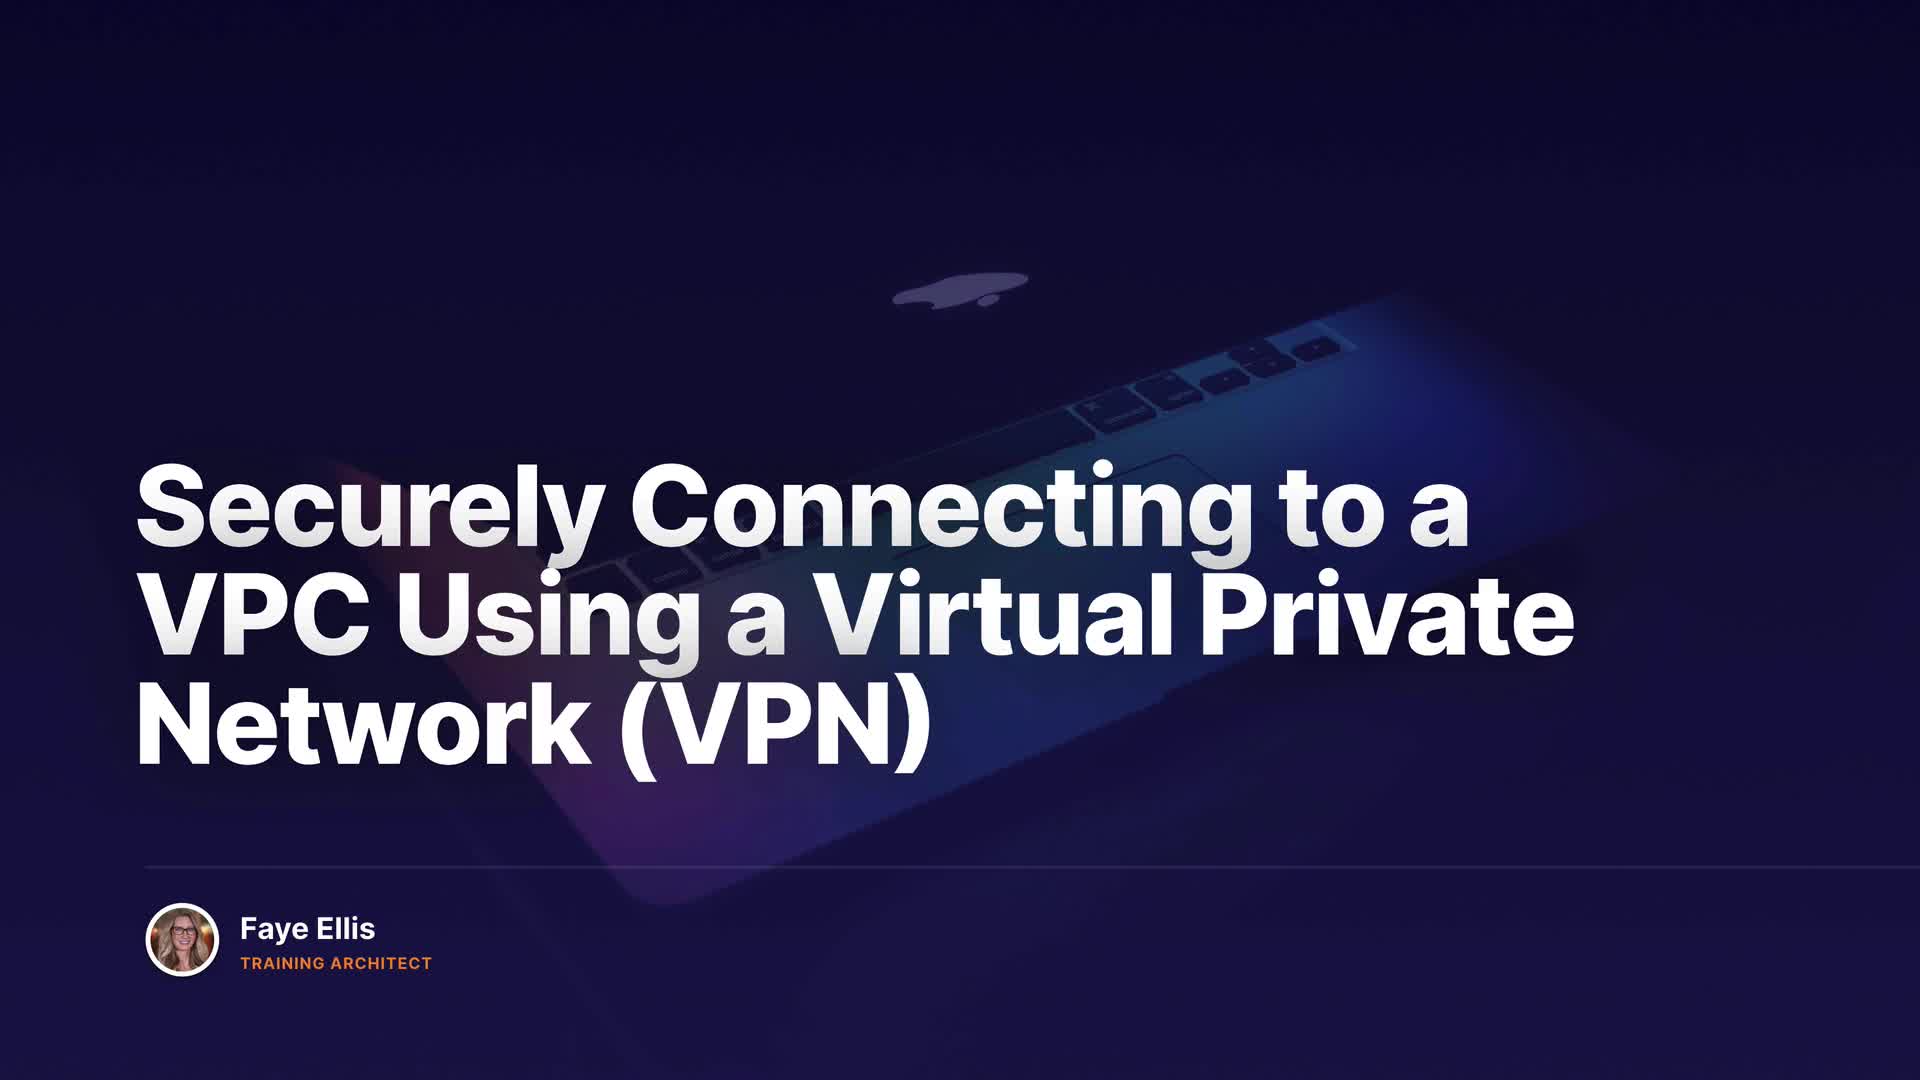 Securely Connecting to a
VPC Using a Virtual Private
Network (VPN)
Faye Ellis
TRAINING ARCHITECT